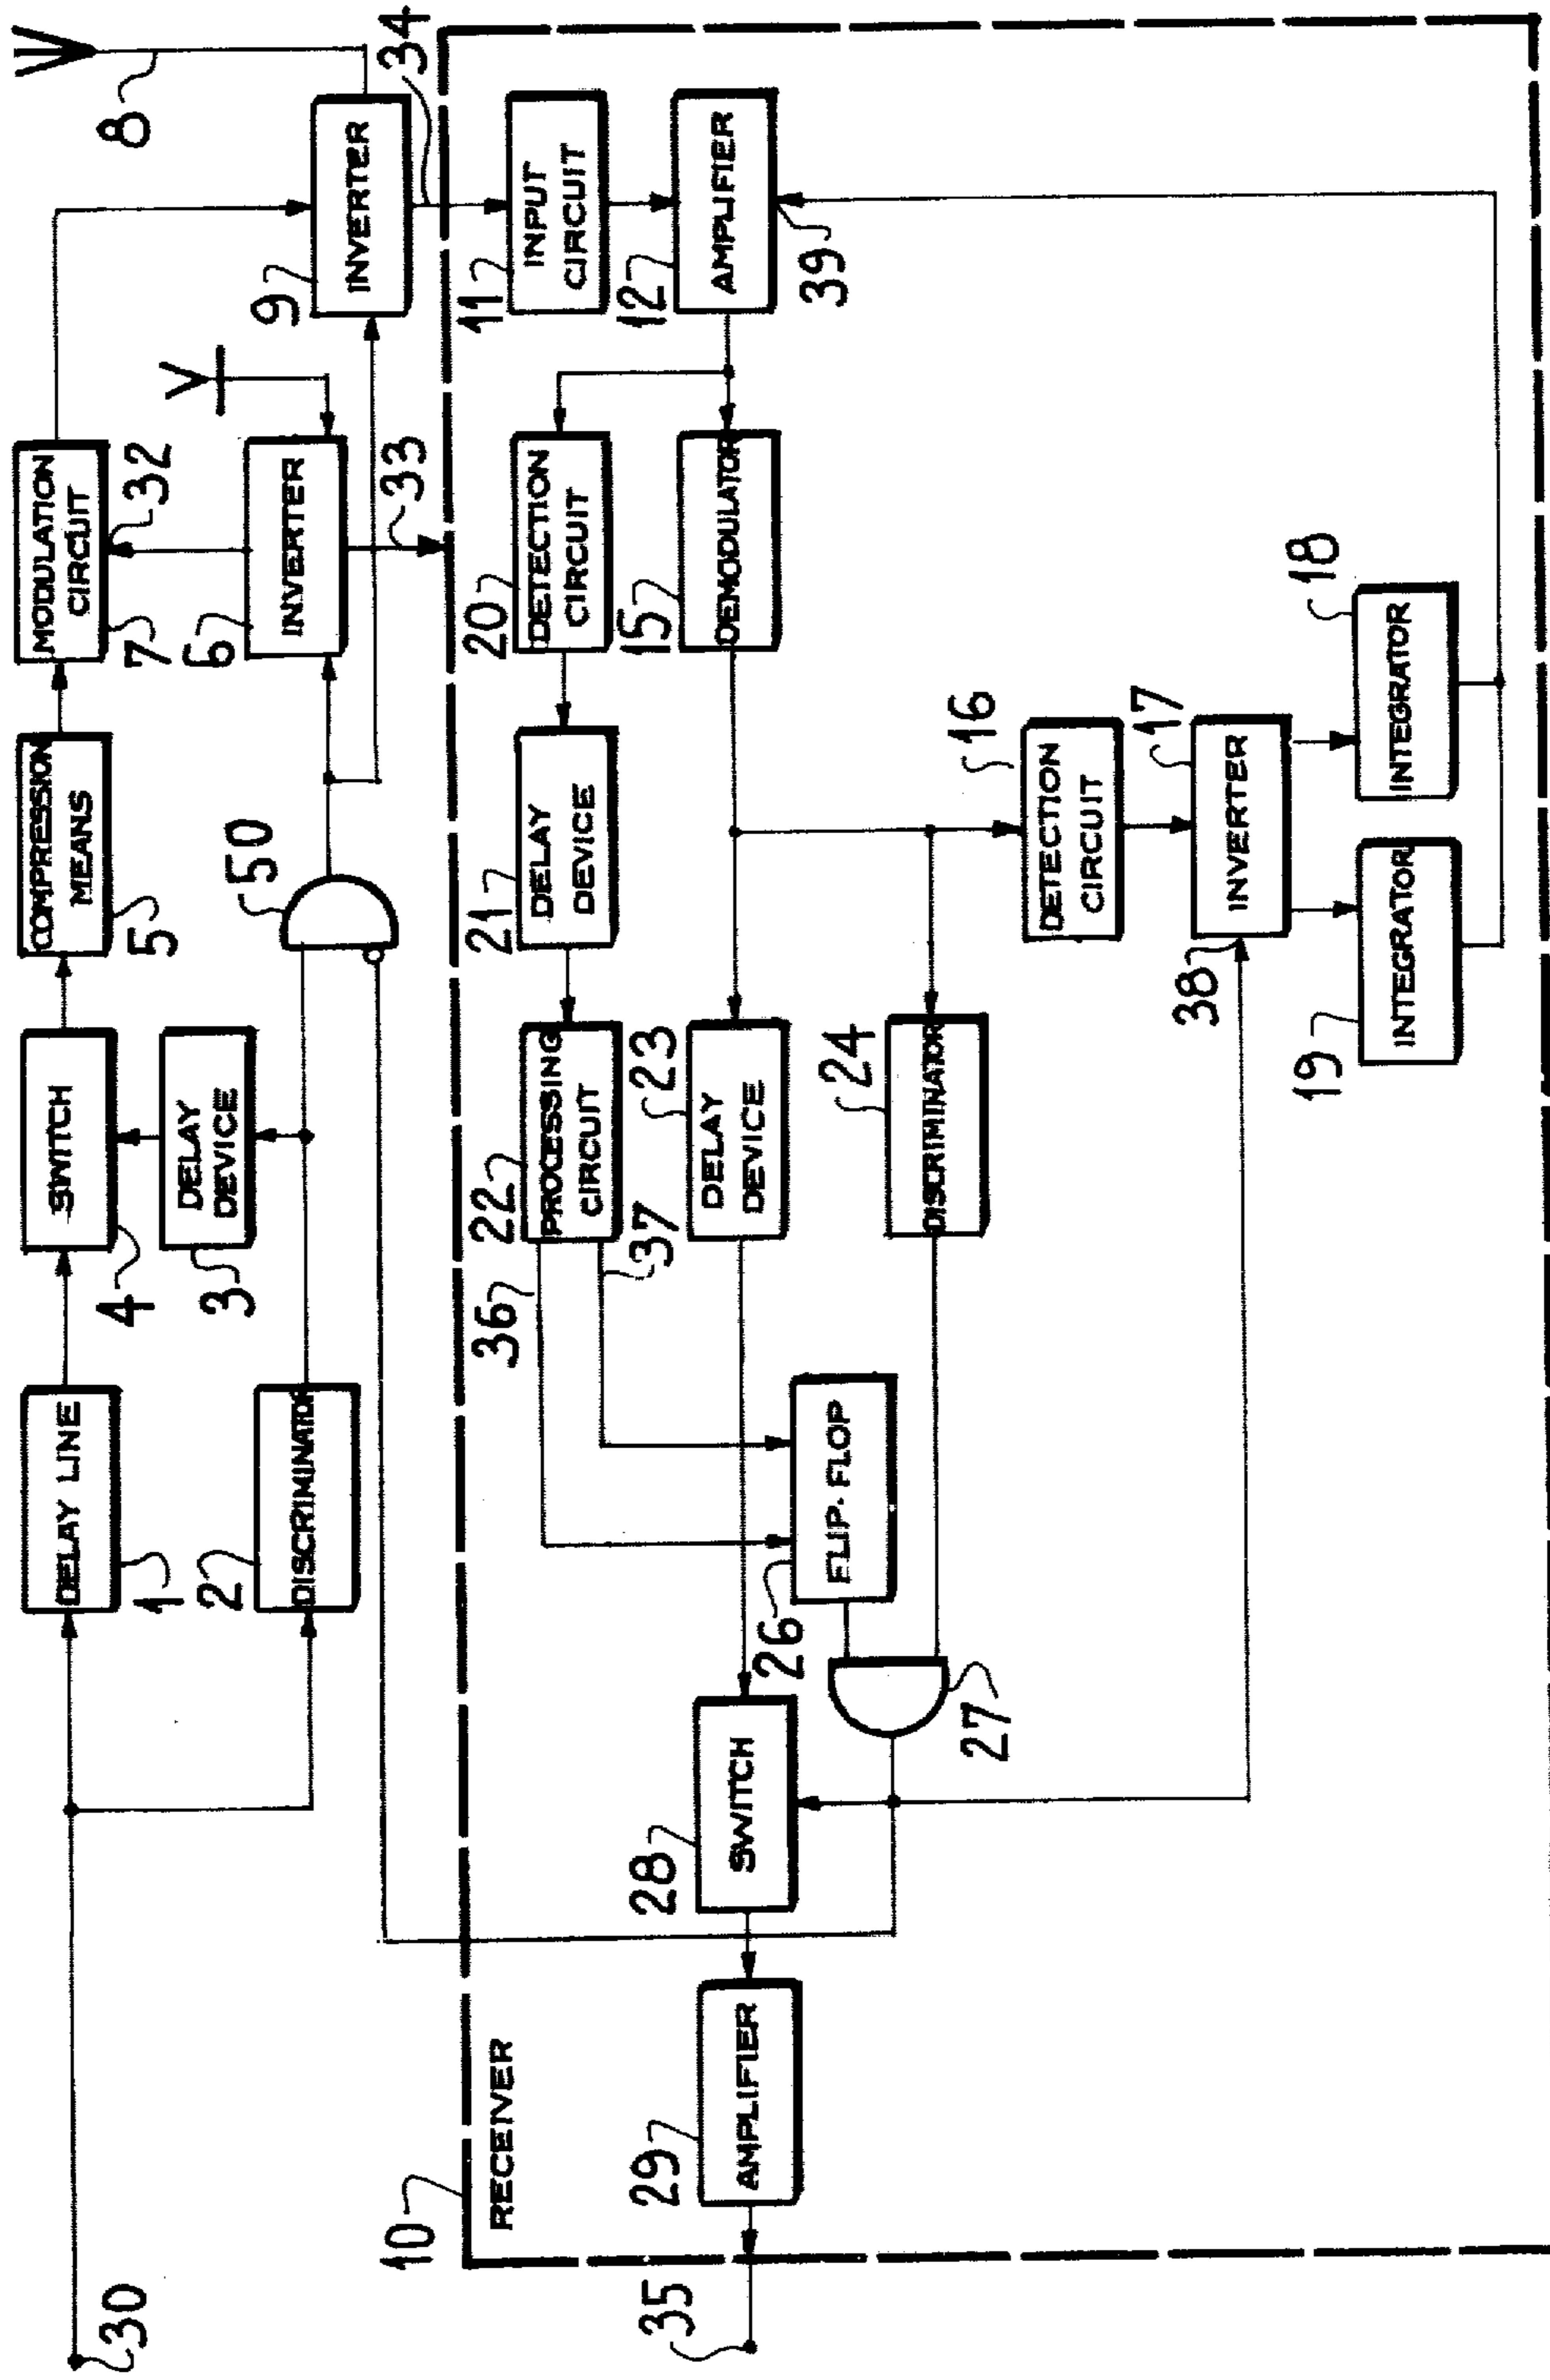 30
DELAY LINE
1
DISCRIMINATOR
2
SWITCH
4
DELAY
DEVICE
3
COMPRESSION
MEANS
5
50
MODULATION
CIRCUIT
7
32
INVERTER
6
V
33
INVERTER
9
8
34
10
RECEIVER
INPUT
CIRCUIT
11
AMPLIFIER
12
39
DETECTION
CIRCUIT
20
DEMODULATOR
15
DELAY
DEVICE
21
PROCESSING
CIRCUIT
22
36
37
DELAY
DEVICE
23
DISCRIMINATOR
24
DETECTION
CIRCUIT
16
INVERTER
17
38
INTEGRATOR
18
INTEGRATOR
19
FLIP-FLOP
26
27
SWITCH
28
AMPLIFIER
29
35